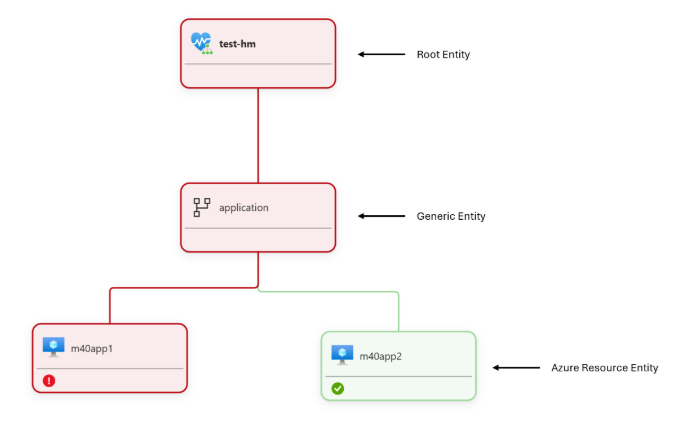 test-hm
Root Entity
application
Generic Entity
m40app1
m40app2
Azure Resource Entity